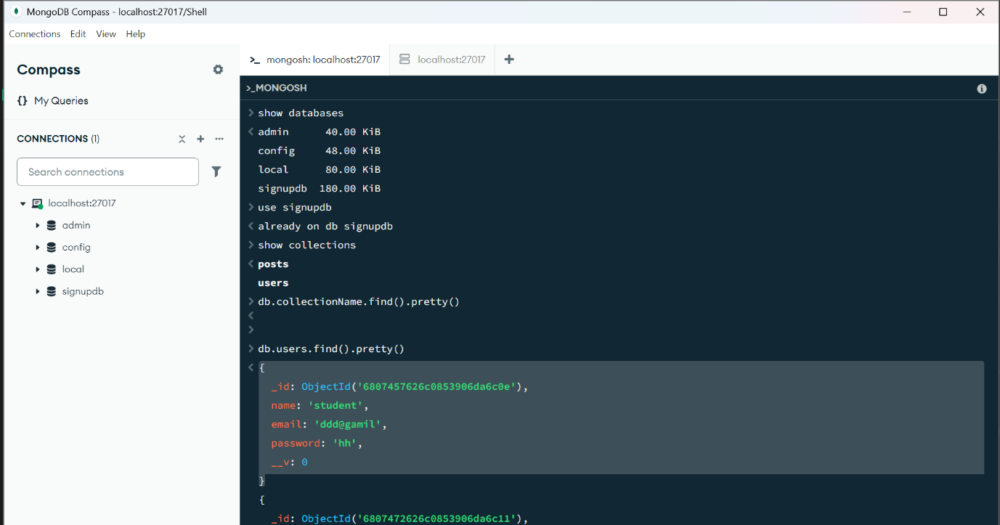 MongoDB Compass - localhost:27017/Shell
Connections Edit View Help
Compass
{} My Queries
CONNECTIONS (1)
Search connections
localhost:27017
admin
config
local
signupdb
>_ mongosh: localhost:27017
localhost:27017
>_MONGOSH
> show databases
< admin 40.00 KiB
config 48.00 KiB
local 80.00 KiB
signupdb 180.00 KiB
> use signupdb
< already on db signupdb
> show collections
< posts
users
> db.collectionName.find().pretty()
<
>
> db.users.find().pretty()
< {
_id: ObjectId('6807457626c0853906da6c0e'),
name: 'student',
email: 'ddd@gamil',
password: 'hh',
__v: 0
}
{
_id: ObjectId('6807472626c0853906da6c11'),